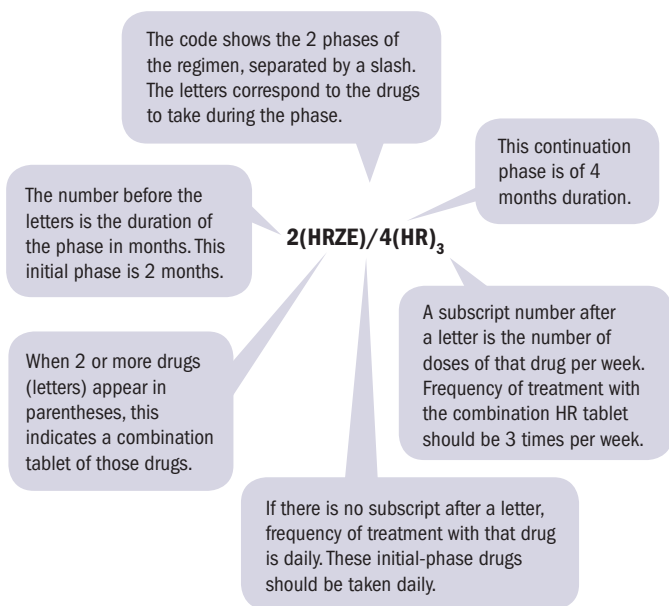 The code shows the 2 phases of
the regimen, separated by a slash.
The letters correspond to the drugs
to take during the phase.
This continuation
phase is of 4
months duration.
The number before the
letters is the duration of
the phase in months. This
initial phase is 2 months.
2(HRZE)/4(HR)₃
When 2 or more drugs
(letters) appear in
parentheses, this
indicates a combination
tablet of those drugs.
A subscript number after
a letter is the number of
doses of that drug per week.
Frequency of treatment with
the combination HR tablet
should be 3 times per week.
If there is no subscript after a letter,
frequency of treatment with that drug
is daily. These initial-phase drugs
should be taken daily.